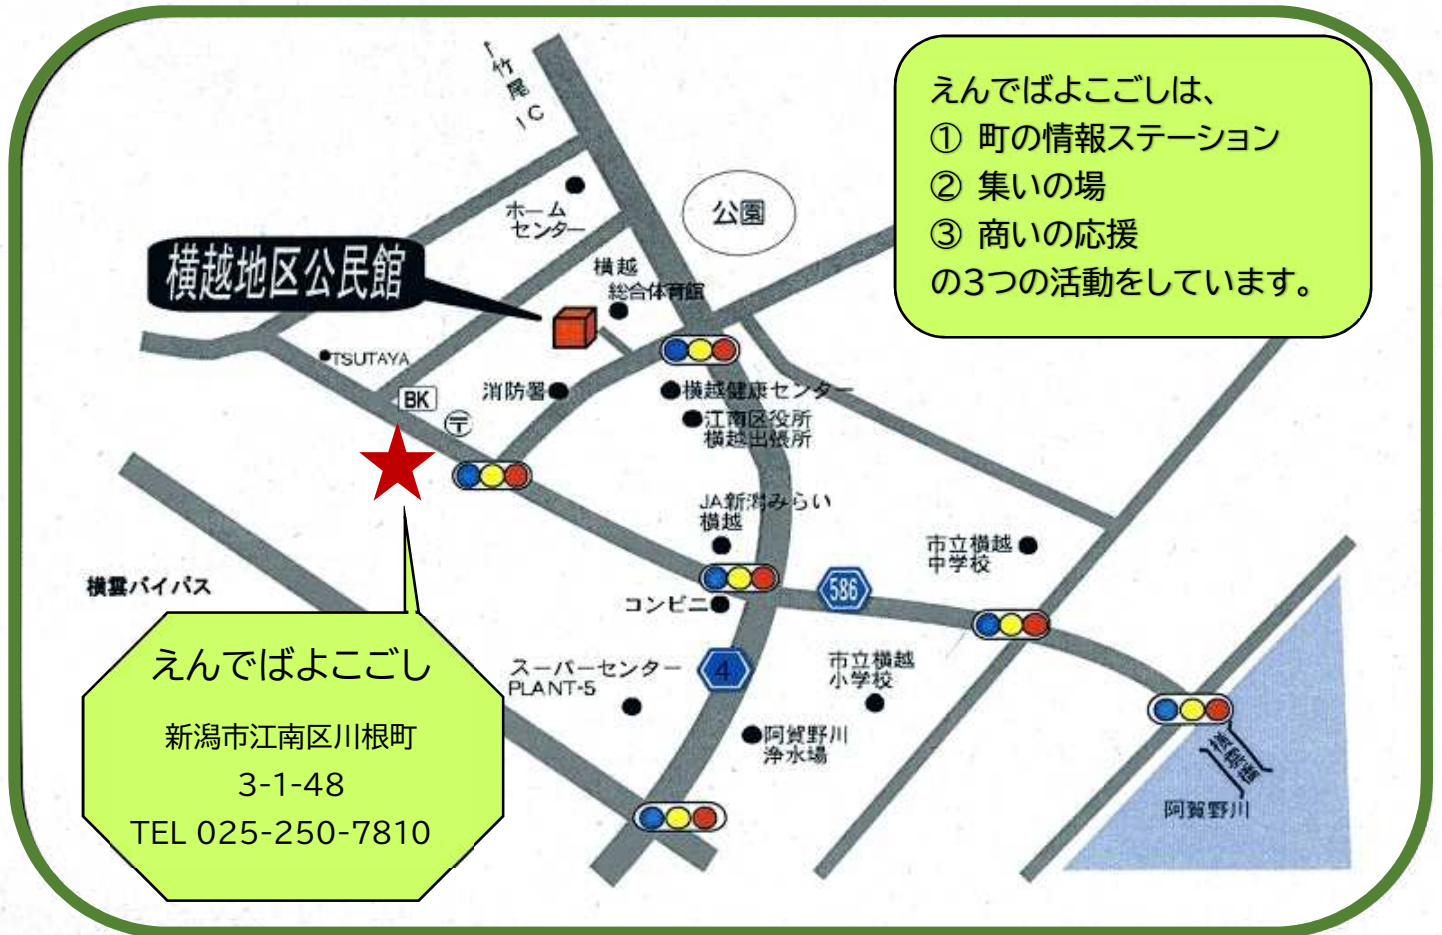 ↑竹尾IC
えんでばよこごしは、
① 町の情報ステーション
② 集いの場
③ 商いの応援
の3つの活動をしています。
ホーム
センター
公園
横越地区公民館
横越
総合体育館
TSUTAYA
BK
〒
消防署
横越健康センター
江南区役所
横越出張所
JA新潟みらい
横越
市立横越
中学校
横雲バイパス
コンビニ
586
えんでばよこごし
新潟市江南区川根町
3-1-48
TEL 025-250-7810
スーパーセンター
PLANT-5
4
市立横越
小学校
阿賀野川
浄水場
横雲橋
阿賀野川